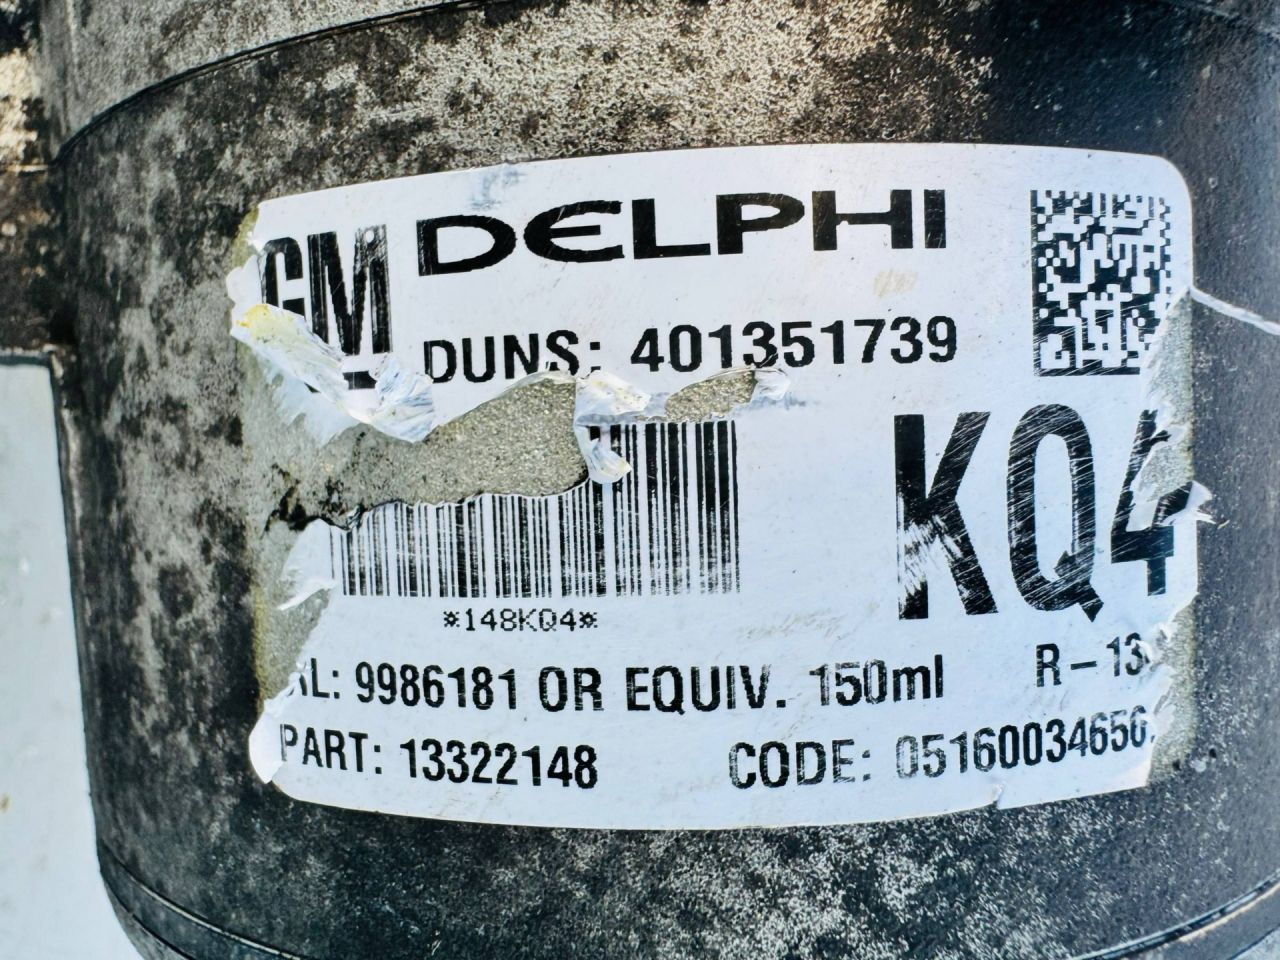 GM DELPHI
DUNS: 401351739
KQ4
*148KQ4*
9986181 OR EQUIV. 150ml
PART: 13322148 CODE: